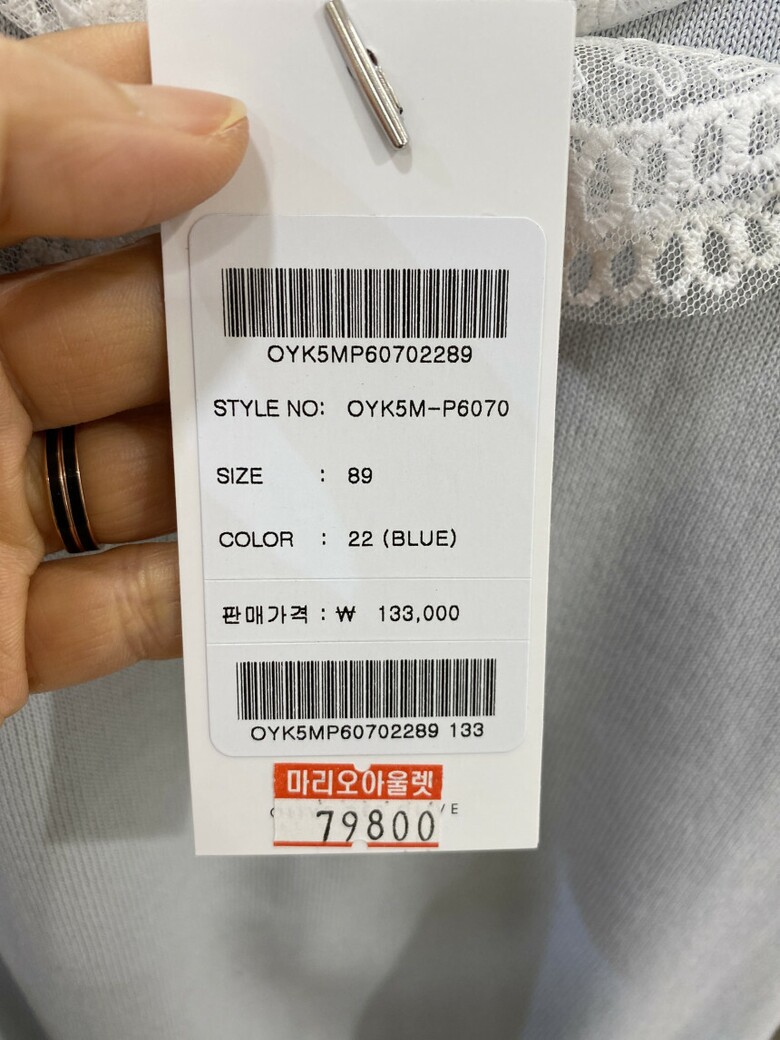 OYK5MP60702289
STYLE NO: OYK5M-P6070
SIZE : 89
COLOR : 22 (BLUE)
판매가격 : ₩ 133,000
OYK5MP60702289 133
마리오아울렛
79800